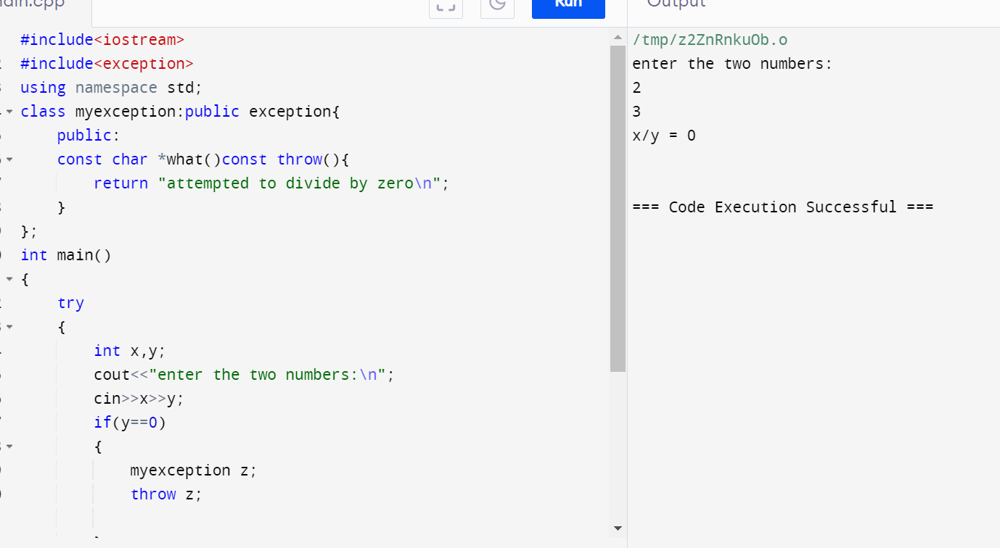 main.cpp
Run
Output
#include<iostream>
#include<exception>
using namespace std;
class myexception:public exception{
public:
const char *what()const throw(){
return "attempted to divide by zero\n";
}
};
int main()
{
try
{
int x,y;
cout<<"enter the two numbers:\n";
cin>>x>>y;
if(y==0)
{
myexception z;
throw z;
/tmp/z2ZnRnkuOb.o
enter the two numbers:
2
3
x/y = 0
=== Code Execution Successful ===